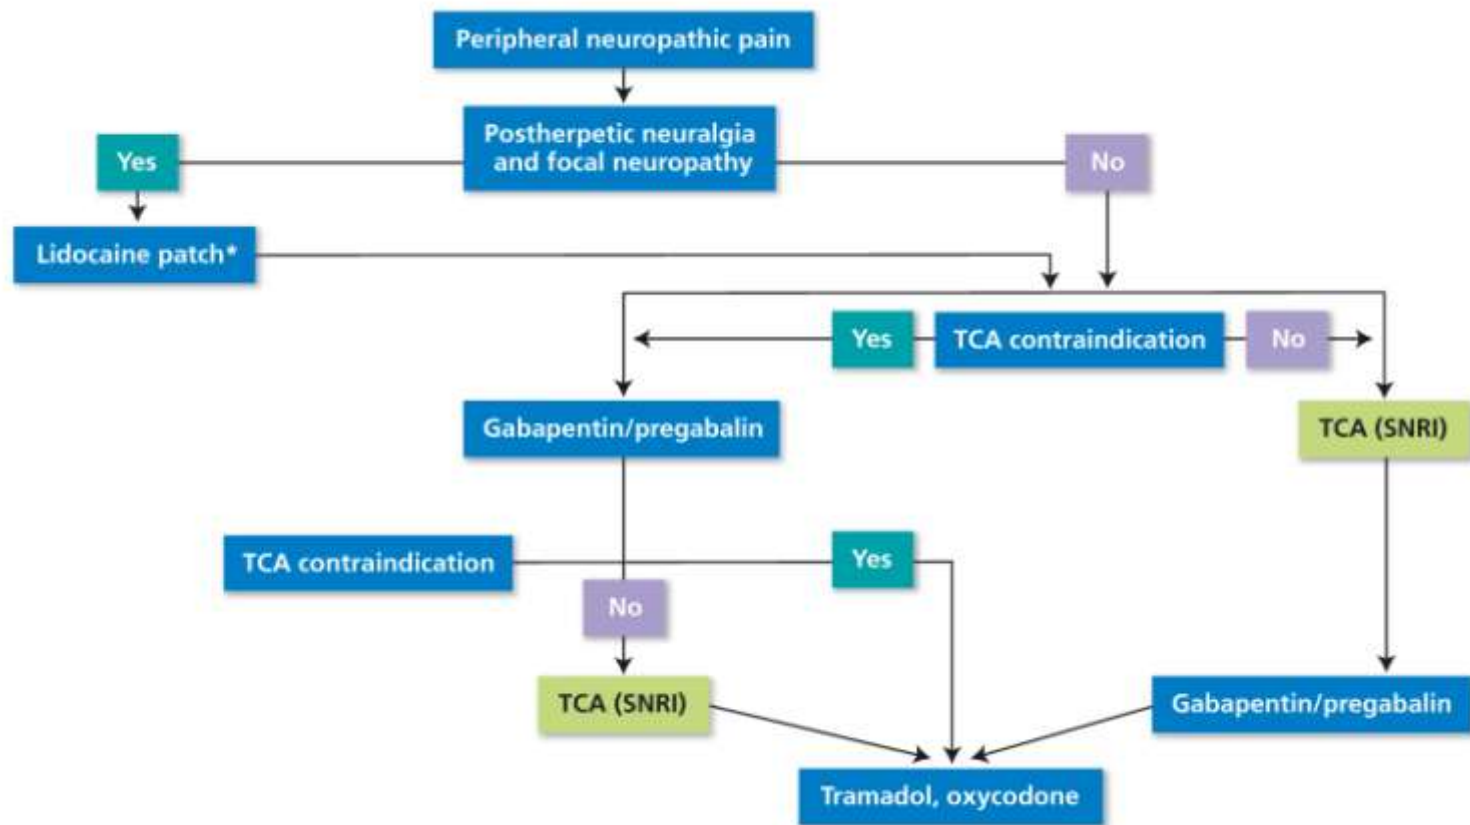 Peripheral neuropathic pain
Postherpetic neuralgia
and focal neuropathy
Yes
No
Lidocaine patch*
Yes
TCA contraindication
No
Gabapentin/pregabalin
TCA (SNRI)
TCA contraindication
Yes
No
TCA (SNRI)
Gabapentin/pregabalin
Tramadol, oxycodone